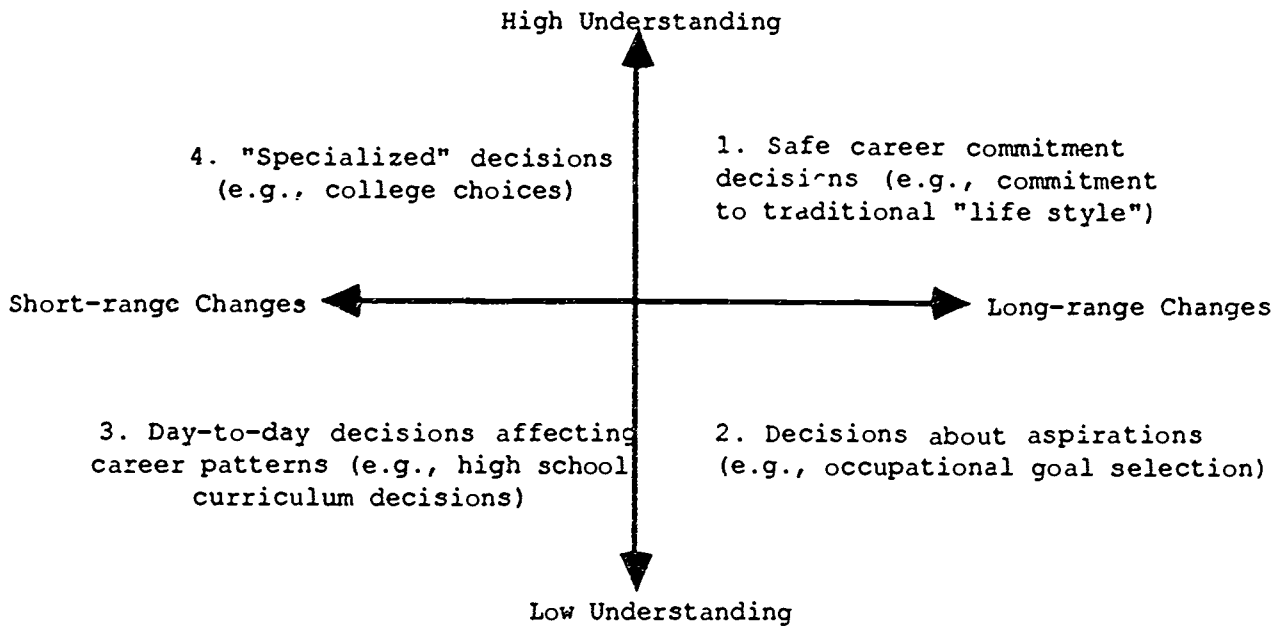 High Understanding
4. "Specialized" decisions
(e.g., college choices)
1. Safe career commitment
decisions (e.g., commitment
to traditional "life style")
Short-range Changes
Long-range Changes
3. Day-to-day decisions affecting
career patterns (e.g., high school
curriculum decisions)
2. Decisions about aspirations
(e.g., occupational goal selection)
Low Understanding